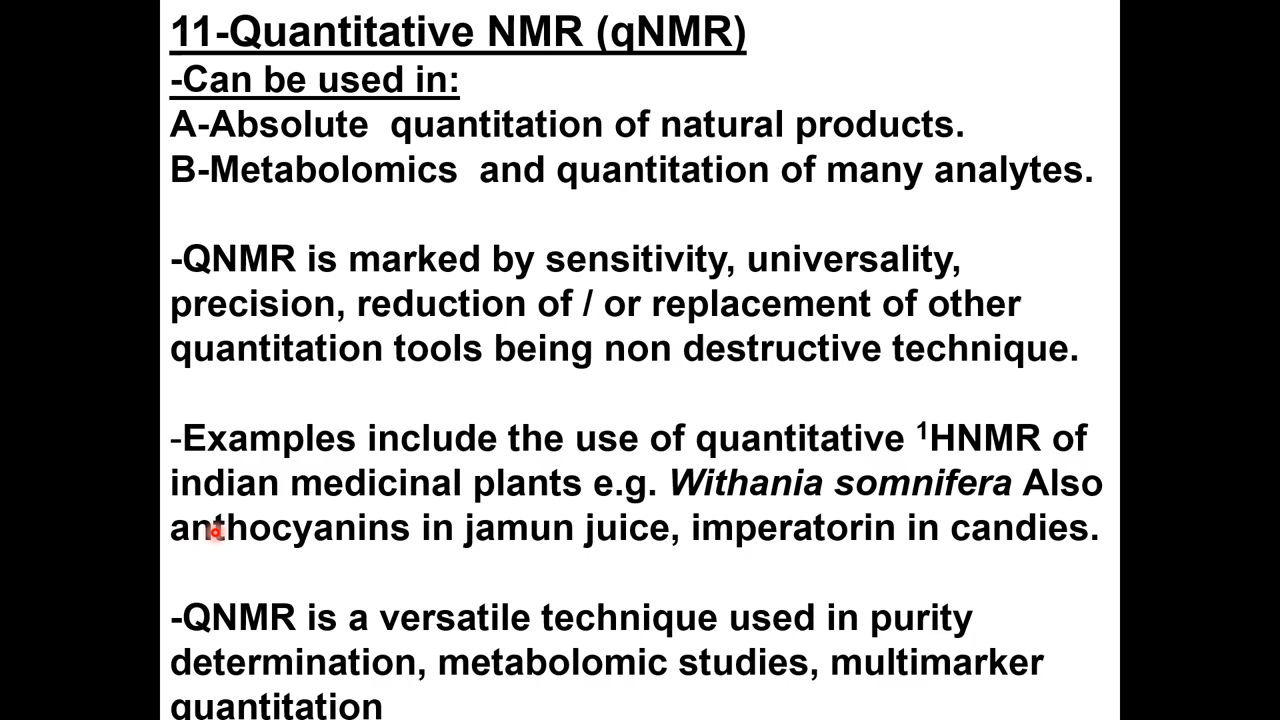 11-Quantitative NMR (qNMR)
-Can be used in:
A-Absolute  quantitation of natural products.
B-Metabolomics  and quantitation of many analytes.
-QNMR is marked by sensitivity, universality,
precision, reduction of / or replacement of other
quantitation tools being non destructive technique.
-Examples include the use of quantitative ¹HNMR of
indian medicinal plants e.g. Withania somnifera Also
anthocyanins in jamun juice, imperatorin in candies.
-QNMR is a versatile technique used in purity
determination, metabolomic studies, multimarker
quantitation